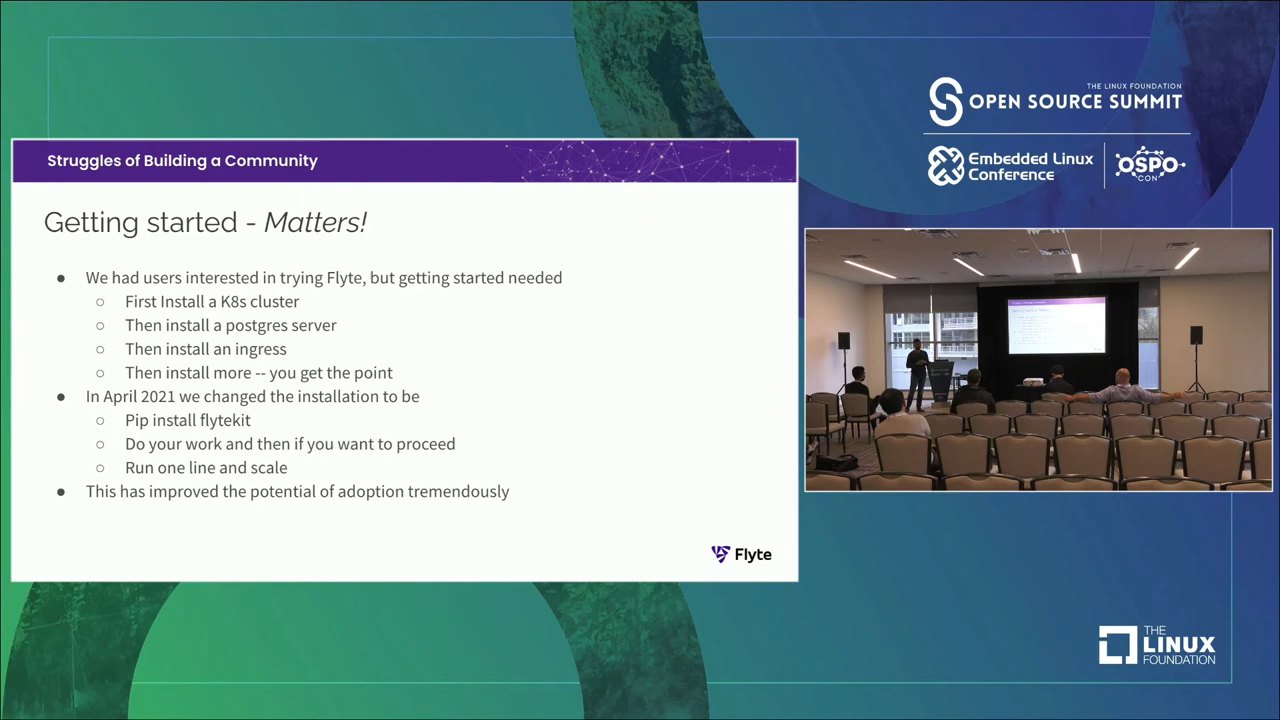 THE LINUX FOUNDATION
OPEN SOURCE SUMMIT
Embedded Linux
Conference
OSPO
CON
Struggles of Building a Community
Getting started - Matters!
● We had users interested in trying Flyte, but getting started needed
○ First Install a K8s cluster
○ Then install a postgres server
○ Then install an ingress
○ Then install more -- you get the point
● In April 2021 we changed the installation to be
○ Pip install flytekit
○ Do your work and then if you want to proceed
○ Run one line and scale
● This has improved the potential of adoption tremendously
Flyte
THE
LINUX
FOUNDATION